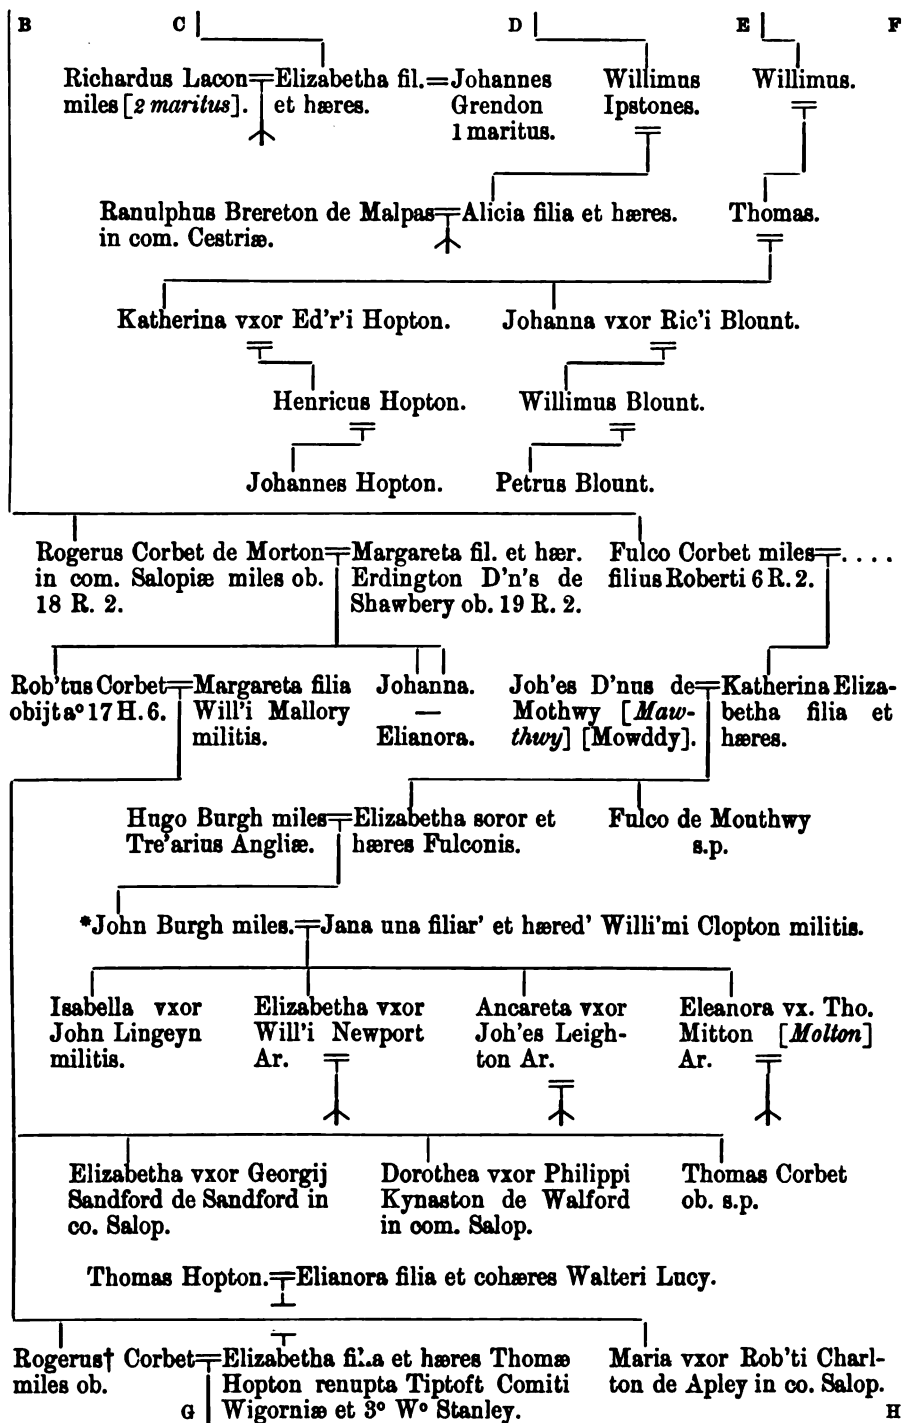 B C D E F
Richardus Lacon=Elizabetha fil.=Johannes Willimus Willimus.
miles [2 maritus]. et hæres. Grendon Ipstones.
1 maritus.
Ranulphus Brereton de Malpas=Alicia filia et hæres. Thomas.
in com. Cestriæ.
Katherina vxor Ed'r'i Hopton. Johanna vxor Ric'i Blount.
Henricus Hopton. Willimus Blount.
Johannes Hopton. Petrus Blount.
Rogerus Corbet de Morton=Margareta fil. et hær. Fulco Corbet miles=....
in com. Salopiæ miles ob. Erdington D'n's de filius Roberti 6 R. 2.
18 R. 2. Shawbery ob. 19 R. 2.
Rob'tus Corbet=Margareta filia Johanna. Joh'es D'nus de=Katherina Eliza-
obijt aº 17 H. 6. Will'i Mallory — Mothwy [Maw- betha filia et
militis. Elianora. thwy] [Mowddy]. hæres.
Hugo Burgh miles=Elizabetha soror et Fulco de Mouthwy
Tre'arius Angliæ. hæres Fulconis. s.p.
*John Burgh miles.=Jana una filiar' et hæred' Willi'mi Clopton militis.
Isabella vxor Elizabetha vxor Ancareta vxor Eleanora vx. Tho.
John Lingeyn Will'i Newport Joh'es Leigh- Mitton [Molton]
militis. Ar. ton Ar. Ar.
Elizabetha vxor Georgij Dorothea vxor Philippi Thomas Corbet
Sandford de Sandford in Kynaston de Walford ob. s.p.
co. Salop. in com. Salop.
Thomas Hopton.=Elianora filia et cohæres Walteri Lucy.
Rogerus† Corbet=Elizabetha filia et hæres Thomæ Maria vxor Rob'ti Charl-
miles ob. Hopton renupta Tiptoft Comiti ton de Apley in co. Salop.
G Wigorniæ et 3º Wº Stanley. H